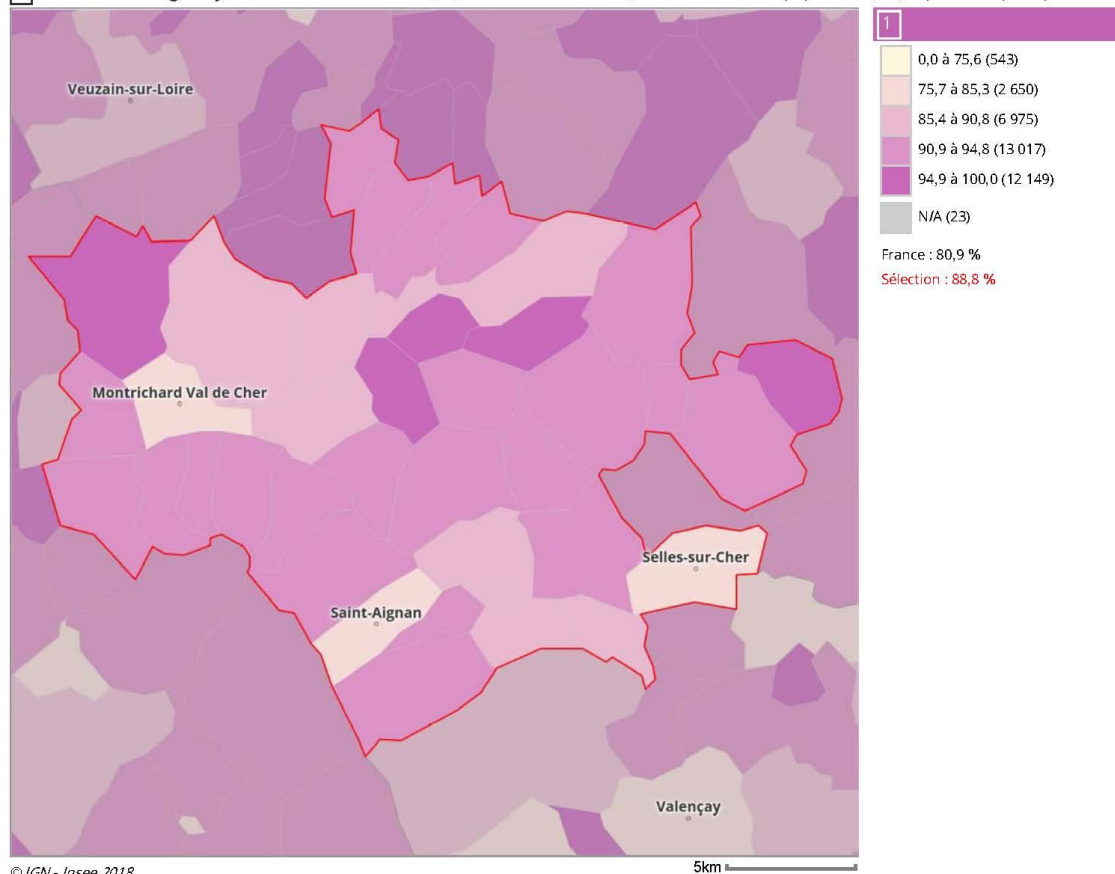 1
0,0 à 75,6 (543)
75,7 à 85,3 (2 650)
85,4 à 90,8 (6 975)
90,9 à 94,8 (13 017)
94,9 à 100,0 (12 149)
N/A (23)
France : 80,9 %
Sélection : 88,8 %
Veuzain-sur-Loire
Montrichard Val de Cher
Selles-sur-Cher
Saint-Aignan
Valençay
5km
© IGN - Insee 2018